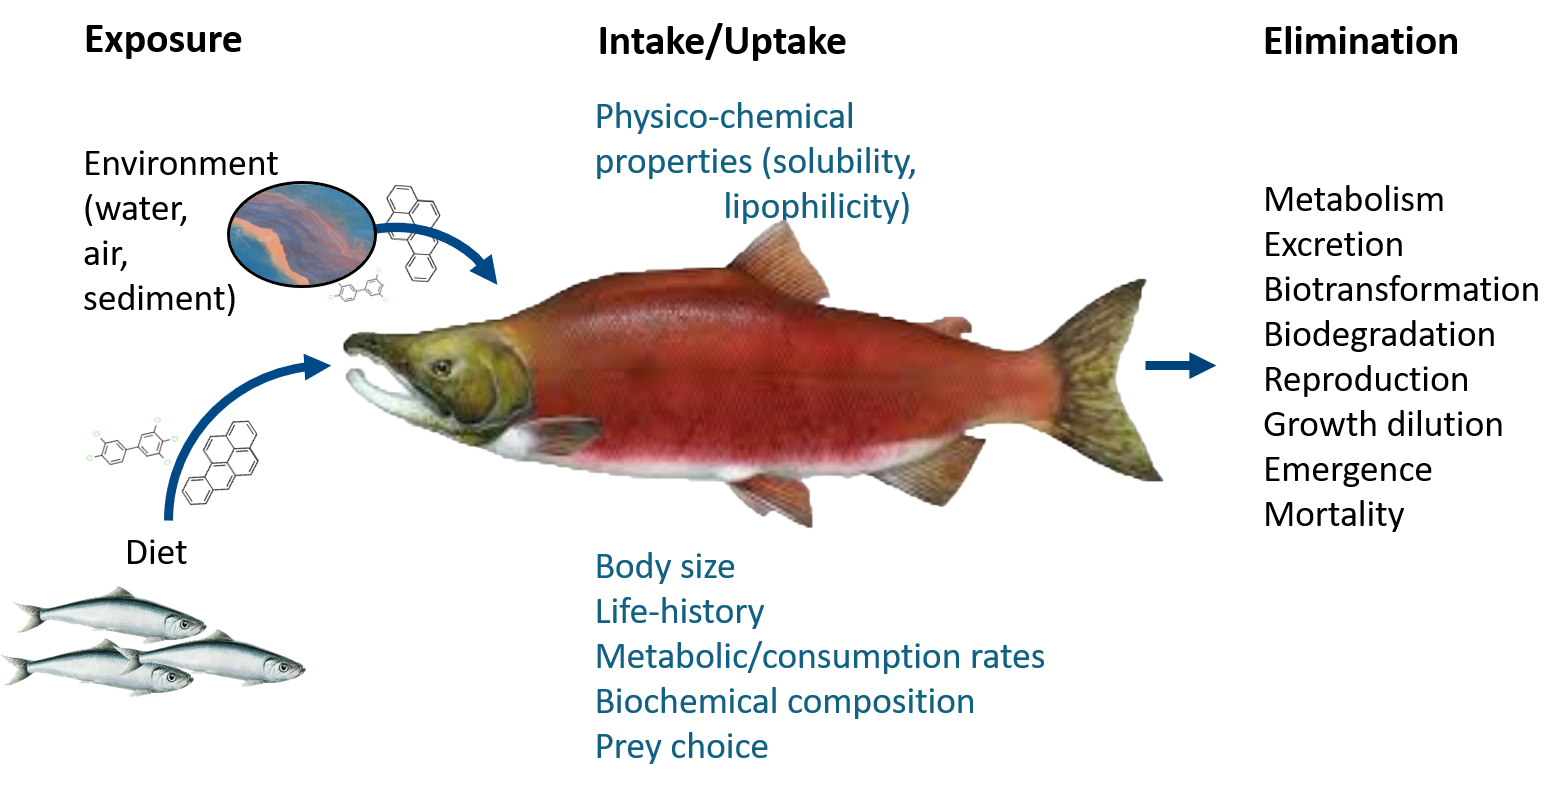 Exposure
Intake/Uptake
Elimination
Environment
(water,
air,
sediment)
Diet
Physico-chemical
properties (solubility,
lipophilicity)
Body size
Life-history
Metabolic/consumption rates
Biochemical composition
Prey choice
Metabolism
Excretion
Biotransformation
Biodegradation
Reproduction
Growth dilution
Emergence
Mortality